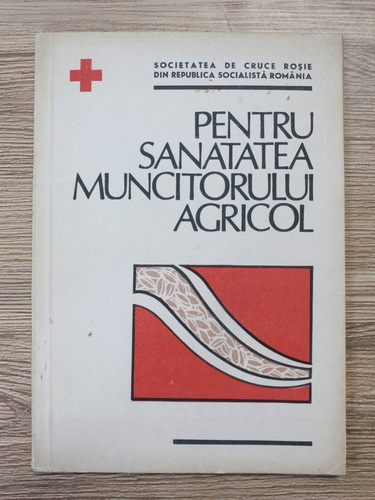 SOCIETATEA DE CRUCE ROȘIE
DIN REPUBLICA SOCIALISTĂ ROMÂNIA
PENTRU
SANATATEA
MUNCITORULUI
AGRICOL